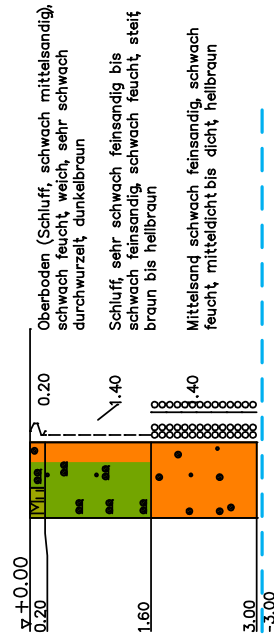 ▽ +0.00
0.20
0.20
Oberboden (Schluff, schwach mittelsandig),
schwach feucht, weich, sehr schwach
durchwurzelt, dunkelbraun
Mu
1.60
1.40
Schluff, sehr schwach feinsandig bis
schwach feinsandig, schwach feucht, steif,
braun bis hellbraun
3.00
1.40
Mittelsand, schwach feinsandig, schwach
feucht, mitteldicht bis dicht, hellbraun
-3.00